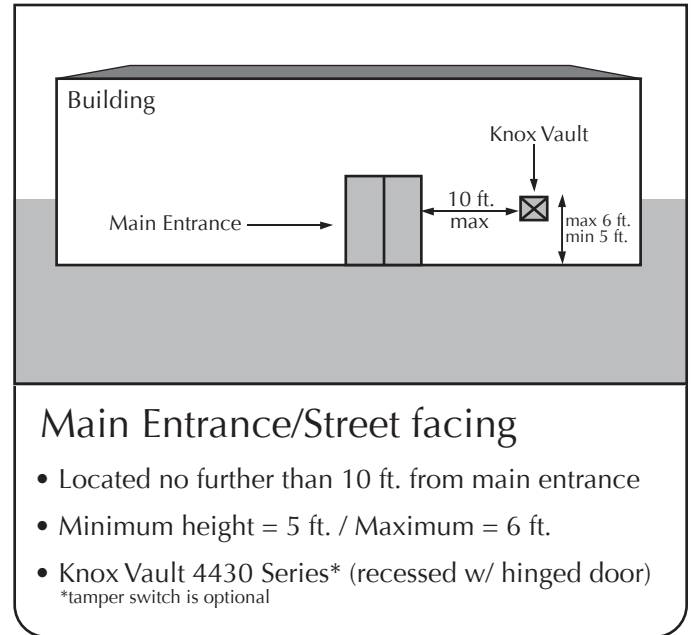 Building
Knox Vault
10 ft.
max
Main Entrance
max 6 ft.
min 5 ft.
Main Entrance/Street facing
• Located no further than 10 ft. from main entrance
• Minimum height = 5 ft. / Maximum = 6 ft.
• Knox Vault 4430 Series* (recessed w/ hinged door)
*tamper switch is optional